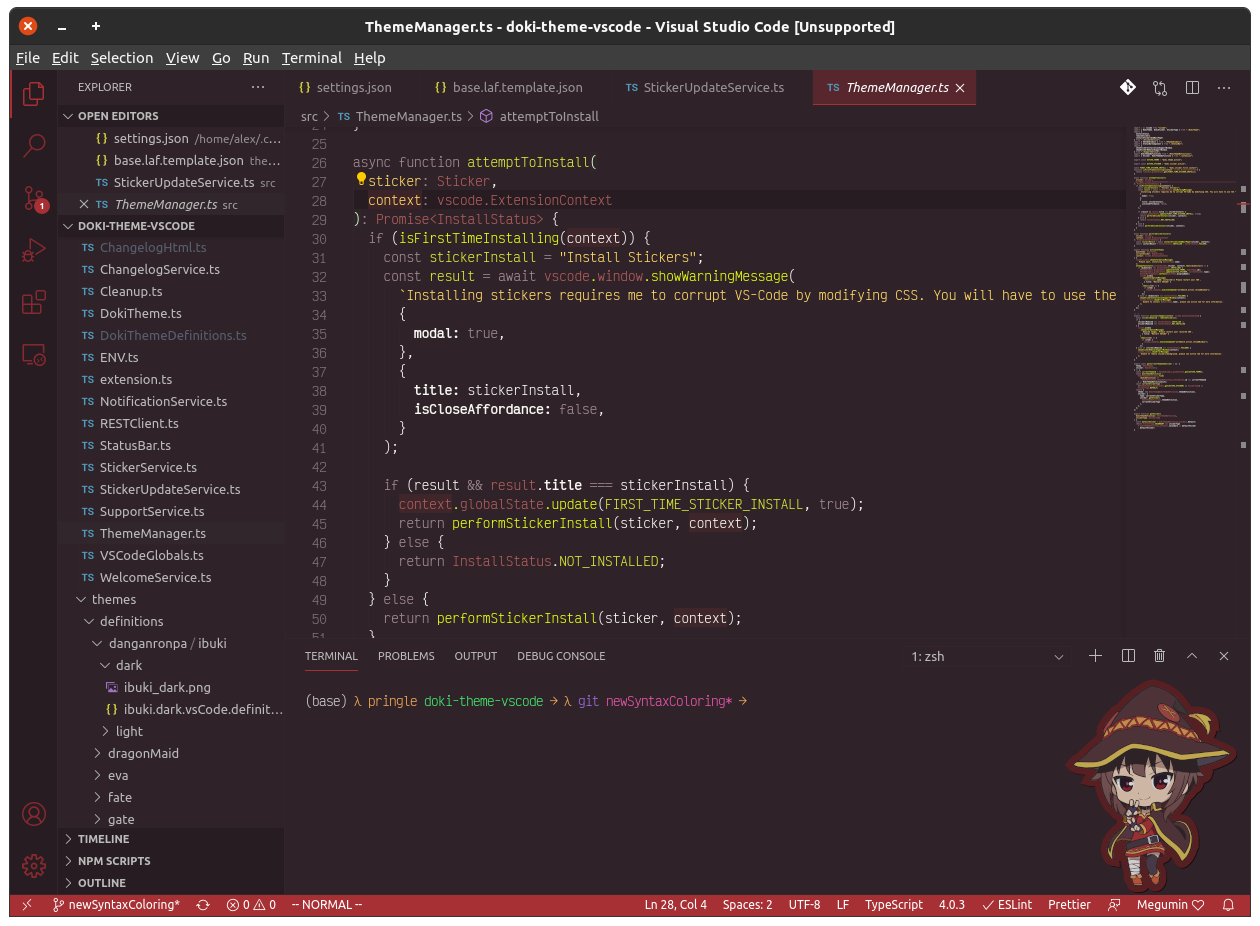 ThemeManager.ts - doki-theme-vscode - Visual Studio Code [Unsupported]
File Edit Selection View Go Run Terminal Help
EXPLORER
OPEN EDITORS
{} settings.json /home/alex/.c...
{} base.laf.template.json the...
TS StickerUpdateService.ts src
TS ThemeManager.ts src
DOKI-THEME-VSCODE
TS ChangelogHtml.ts
TS ChangelogService.ts
TS Cleanup.ts
TS DokiTheme.ts
TS DokiThemeDefinitions.ts
TS ENV.ts
TS extension.ts
TS NotificationService.ts
TS RESTClient.ts
TS StatusBar.ts
TS StickerService.ts
TS StickerUpdateService.ts
TS SupportService.ts
TS ThemeManager.ts
TS VSCodeGlobals.ts
TS WelcomeService.ts
themes
definitions
danganronpa / ibuki
dark
ibuki_dark.png
{} ibuki.dark.vsCode.definit...
light
dragonMaid
eva
fate
gate
TIMELINE
NPM SCRIPTS
OUTLINE
1
{} settings.json {} base.laf.template.json TS StickerUpdateService.ts TS ThemeManager.ts
src > TS ThemeManager.ts > attemptToInstall
24 }
25
26 async function attemptToInstall(
27 sticker: Sticker,
28 context: vscode.ExtensionContext
29 ): Promise<InstallStatus> {
30 if (isFirstTimeInstalling(context)) {
31 const stickerInstall = "Install Stickers";
32 const result = await vscode.window.showWarningMessage(
33 `Installing stickers requires me to corrupt VS-Code by modifying CSS. You will have to use the
34 {
35 modal: true,
36 },
37 {
38 title: stickerInstall,
39 isCloseAffordance: false,
40 }
41 );
42
43 if (result && result.title === stickerInstall) {
44 context.globalState.update(FIRST_TIME_STICKER_INSTALL, true);
45 return performStickerInstall(sticker, context);
46 } else {
47 return InstallStatus.NOT_INSTALLED;
48 }
49 } else {
50 return performStickerInstall(sticker, context);
51 }
TERMINAL PROBLEMS OUTPUT DEBUG CONSOLE 1: zsh
(base) λ pringle doki-theme-vscode → λ git newSyntaxColoring* →
newSyntaxColoring* 0 0 -- NORMAL -- Ln 28, Col 4 Spaces: 2 UTF-8 LF TypeScript 4.0.3 ESLint Prettier Megumin ♡